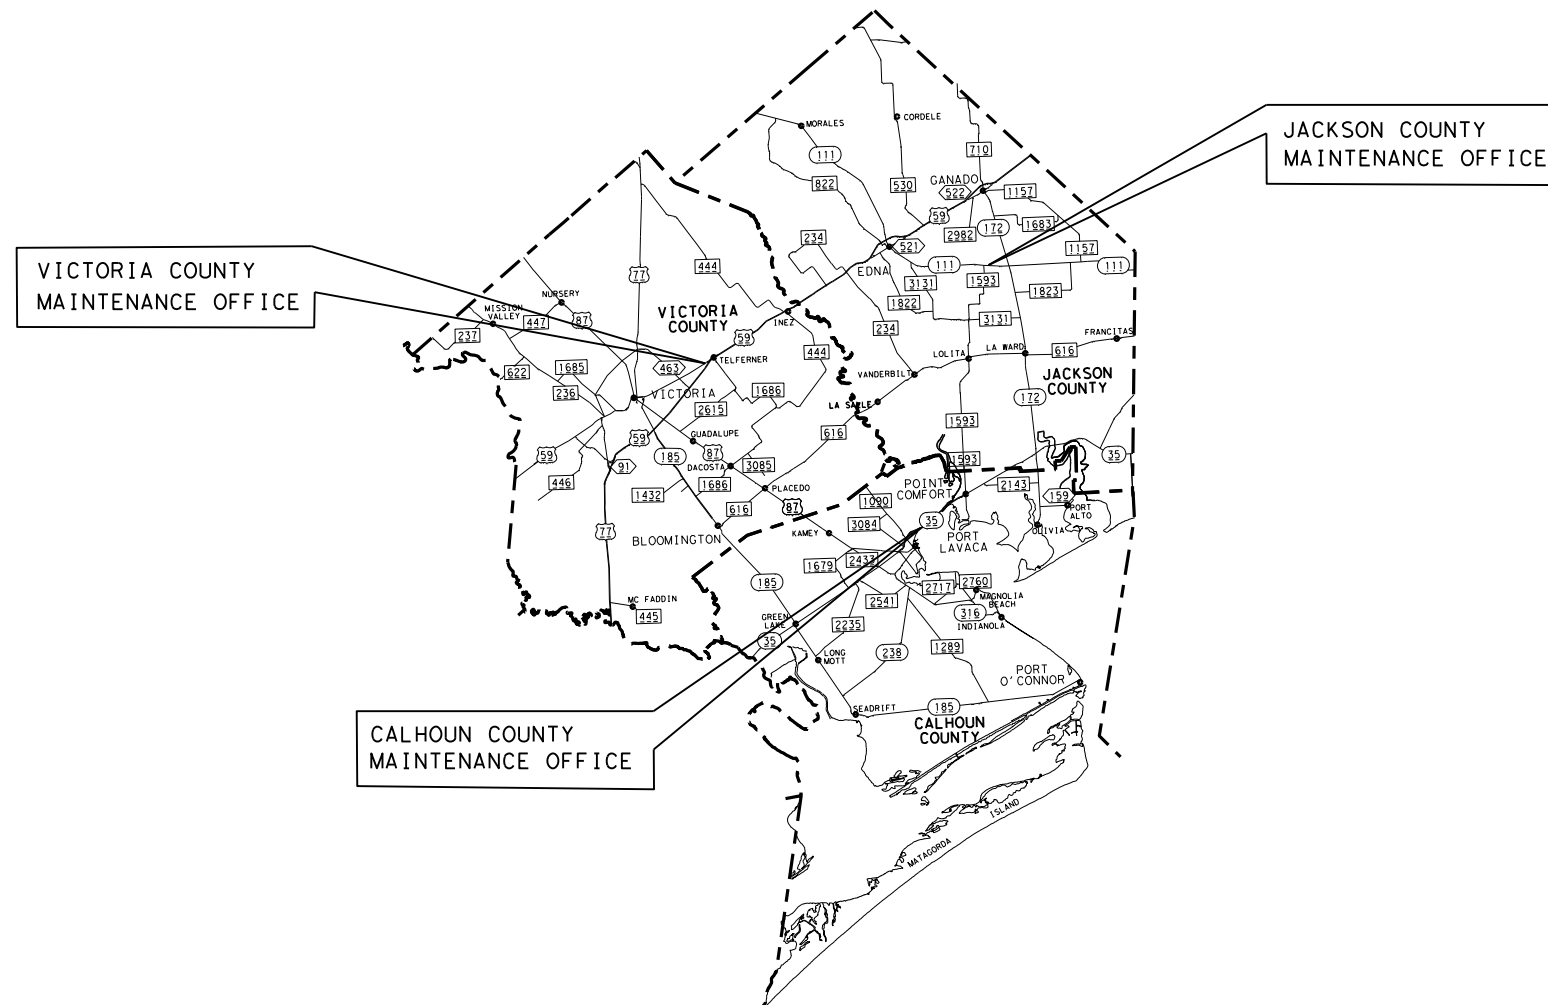 MORALES
CORDELE
111
710
822
530
GANADO
522
1157
JACKSON COUNTY
MAINTENANCE OFFICE
59
1683
234
2982
172
1157
521
77
444
111
111
EDNA
3131
1593
1823
1822
VICTORIA COUNTY
MAINTENANCE OFFICE
NURSERY
MISSION
VALLEY
87
447
237
VICTORIA
COUNTY
INEZ
59
234
3131
FRANCITAS
LA WARD
616
LOLITA
TELFERNER
444
463
1685
622
236
VANDERBILT
JACKSON
COUNTY
VICTORIA
1686
2615
172
LA SALLE
1593
GUADALUPE
616
59
59
87
185
35
DACOSTA
3085
91
1593
446
1686
1432
PLACEDO
POINT
COMFORT
2143
159
PORT
ALTO
616
87
1090
3084
35
OLIVIA
77
BLOOMINGTON
KAMEY
PORT
LAVACA
2433
1679
185
2717
2760
MAGNOLIA
BEACH
2541
MC FADDIN
445
GREEN
LAKE
2235
316
INDIANOLA
35
LONG
MOTT
238
1289
PORT
O'CONNOR
SEADRIFT
185
CALHOUN
COUNTY
CALHOUN COUNTY
MAINTENANCE OFFICE
MATAGORDA
ISLAND